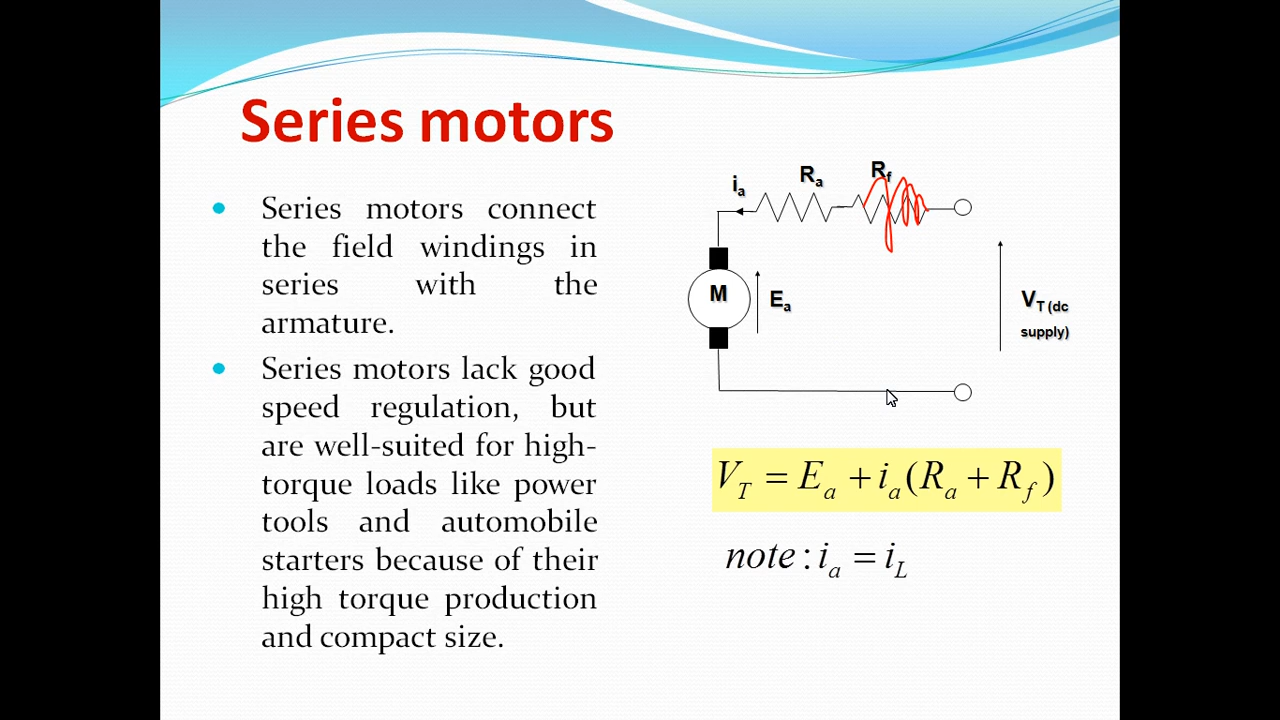 Series motors
Series motors connect
the field windings in
series with the
armature.
Series motors lack good
speed regulation, but
are well-suited for high-
torque loads like power
tools and automobile
starters because of their
high torque production
and compact size.
ia Ra Rf
M Ea
VT (dc
supply)
VT = Ea + ia(Ra + Rf)
note : ia = iL